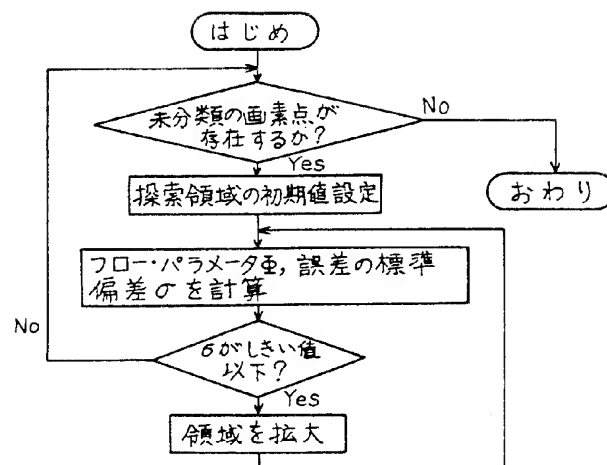 はじめ
未分類の画素点が
存在するか?
No
Yes
おわり
探索領域の初期値設定
フロー・パラメータΦ, 誤差の標準
偏差σを計算
No
σがしきい値
以下?
Yes
領域を拡大